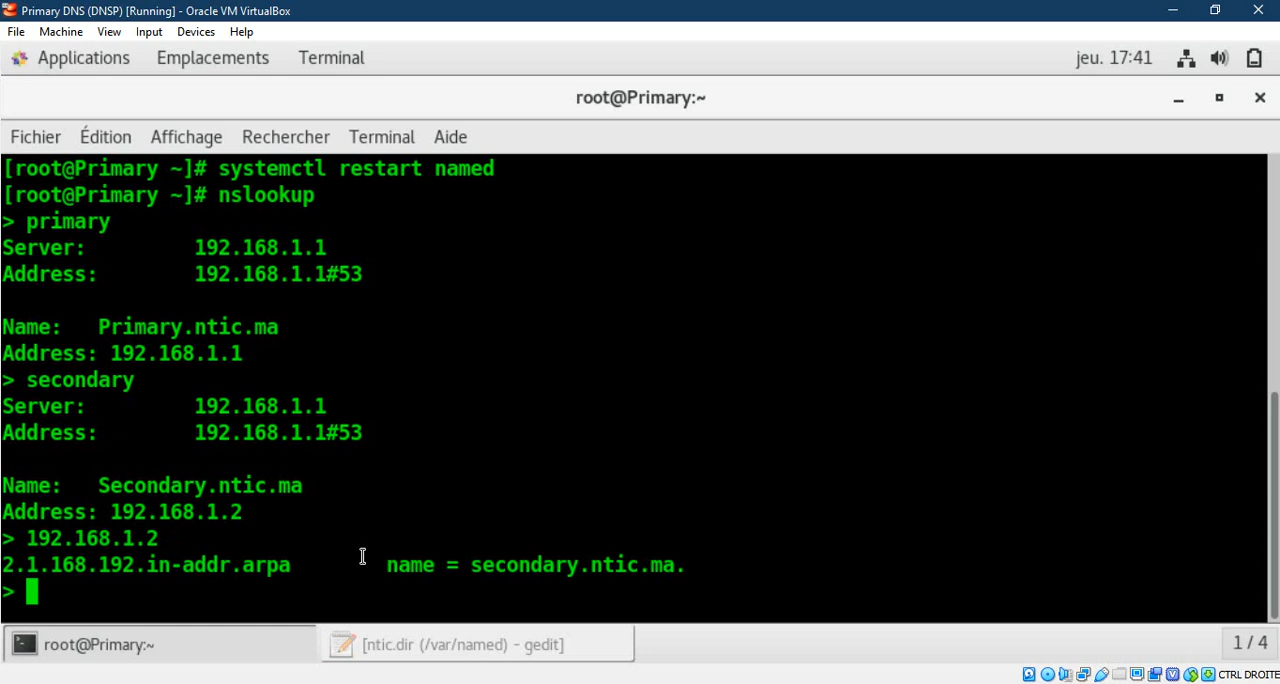 Primary DNS (DNSP) [Running] - Oracle VM VirtualBox
File Machine View Input Devices Help
Applications Emplacements Terminal jeu. 17:41
root@Primary:~
Fichier Édition Affichage Rechercher Terminal Aide
[root@Primary ~]# systemctl restart named
[root@Primary ~]# nslookup
> primary
Server: 192.168.1.1
Address: 192.168.1.1#53
Name: Primary.ntic.ma
Address: 192.168.1.1
> secondary
Server: 192.168.1.1
Address: 192.168.1.1#53
Name: Secondary.ntic.ma
Address: 192.168.1.2
> 192.168.1.2
2.1.168.192.in-addr.arpa name = secondary.ntic.ma.
>
root@Primary:~ [ntic.dir (/var/named) - gedit] 1 / 4
CTRL DROITE